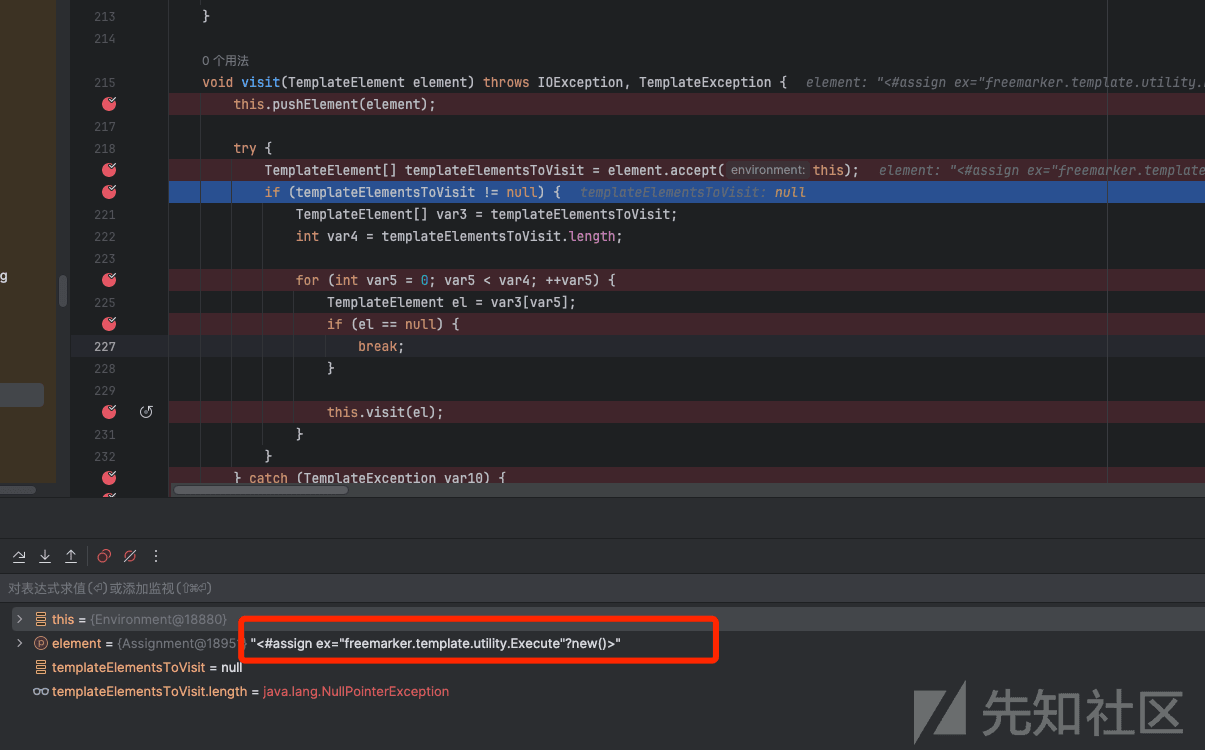 213 }
214
0 个用法
215 void visit(TemplateElement element) throws IOException, TemplateException { element: "<#assign ex="freemarker.template.utility.
this.pushElement(element);
217
218 try {
TemplateElement[] templateElementsToVisit = element.accept( environment: this); element: "<#assign ex="freemarker.template
if (templateElementsToVisit != null) { templateElementsToVisit: null
221 TemplateElement[] var3 = templateElementsToVisit;
222 int var4 = templateElementsToVisit.length;
223
for (int var5 = 0; var5 < var4; ++var5) {
225 TemplateElement el = var3[var5];
if (el == null) {
227 break;
228 }
229
this.visit(el);
231 }
232 }
} catch (TemplateException var10) {
g
对表达式求值(⏎)或添加监视(⇧⌘⏎)
this = {Environment@18880}
element = {Assignment@1895 "<#assign ex="freemarker.template.utility.Execute"?new()>"
templateElementsToVisit = null
templateElementsToVisit.length = java.lang.NullPointerException
先知社区